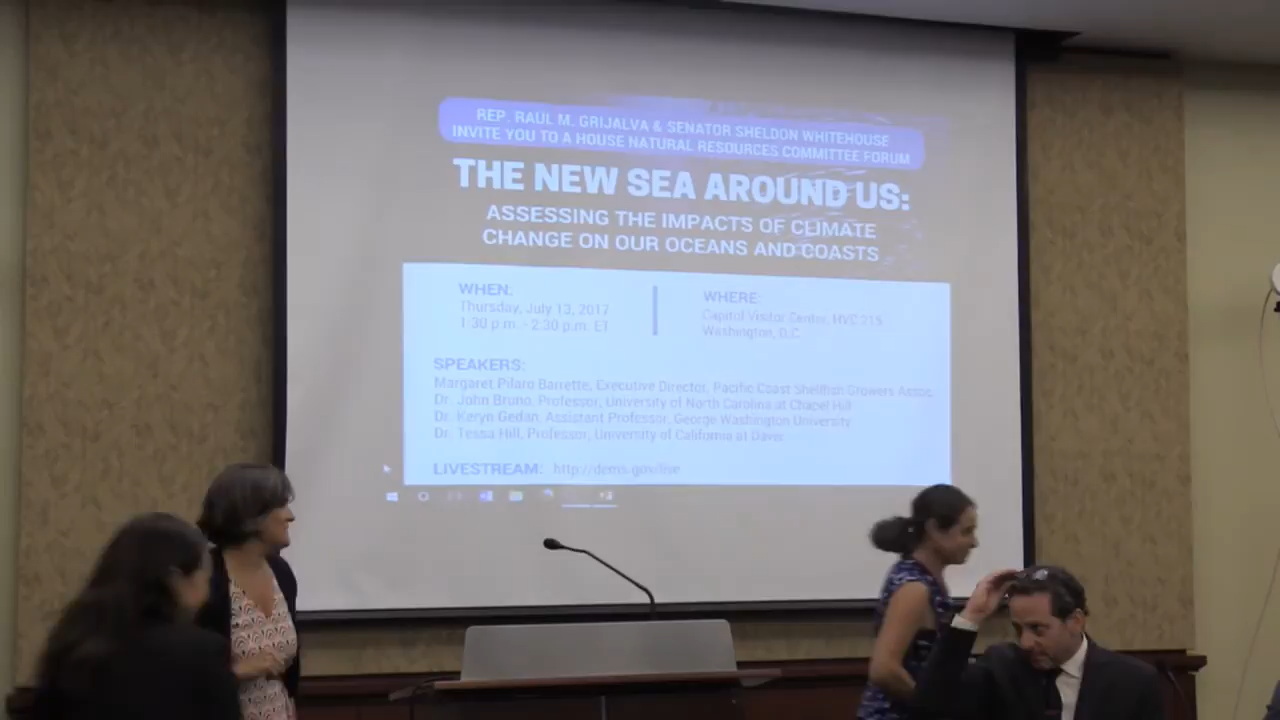 REP. RAUL M. GRIJALVA & SENATOR SHELDON WHITEHOUSE
INVITE YOU TO A HOUSE NATURAL RESOURCES COMMITTEE FORUM
THE NEW SEA AROUND US:
ASSESSING THE IMPACTS OF CLIMATE
CHANGE ON OUR OCEANS AND COASTS
WHEN:
Thursday, July 13, 2017
1:30 p.m. - 2:30 p.m. ET
WHERE:
Capitol Visitor Center, HVC 215
Washington, D.C.
SPEAKERS:
Margaret Pilaro Barrette, Executive Director, Pacific Coast Shellfish Growers Assoc.
Dr. John Bruno, Professor, University of North Carolina at Chapel Hill
Dr. Keryn Gedan, Assistant Professor, George Washington University
Dr. Tessa Hill, Professor, University of California at Davis
LIVESTREAM: http://dems.gov/live